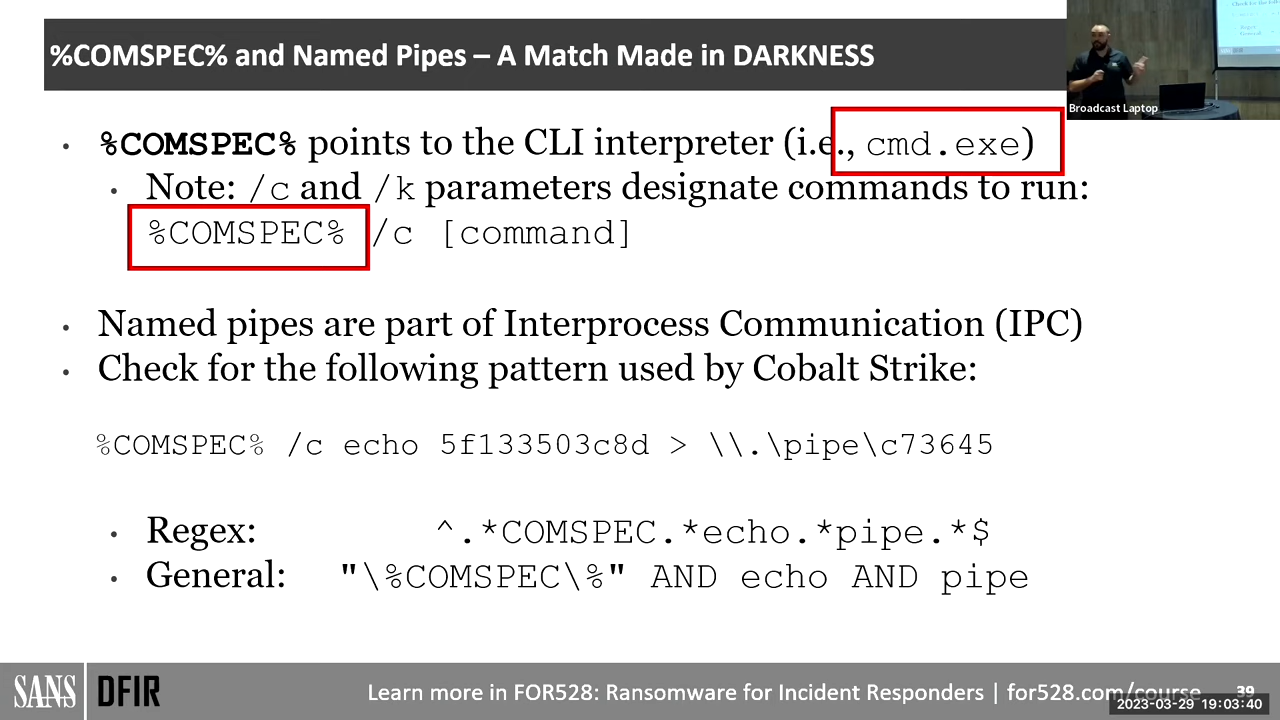 %COMSPEC% and Named Pipes – A Match Made in DARKNESS
Broadcast Laptop
• %COMSPEC% points to the CLI interpreter (i.e., cmd.exe)
• Note: /c and /k parameters designate commands to run:
%COMSPEC% /c [command]
• Named pipes are part of Interprocess Communication (IPC)
• Check for the following pattern used by Cobalt Strike:
%COMSPEC% /c echo 5f133503c8d > \\.\pipe\c73645
• Regex: ^.*COMSPEC.*echo.*pipe.*$
• General: "\%COMSPEC\%" AND echo AND pipe
SANS DFIR
Learn more in FOR528: Ransomware for Incident Responders | for528.com/course
39
2023-03-29 19:03:40